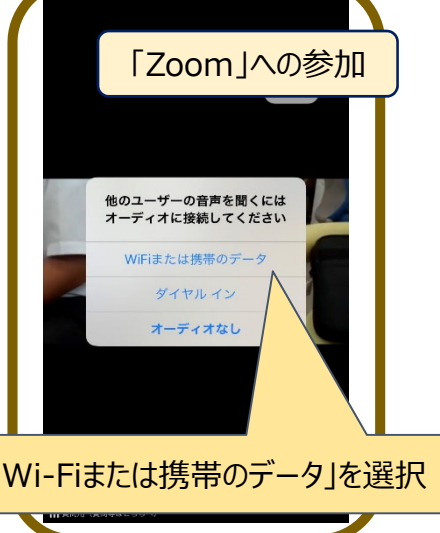 「Zoom」への参加
他のユーザーの音声を聞くには
オーディオに接続してください
WiFiまたは携帯のデータ
ダイヤル イン
オーディオなし
Wi-Fiまたは携帯のデータ」を選択